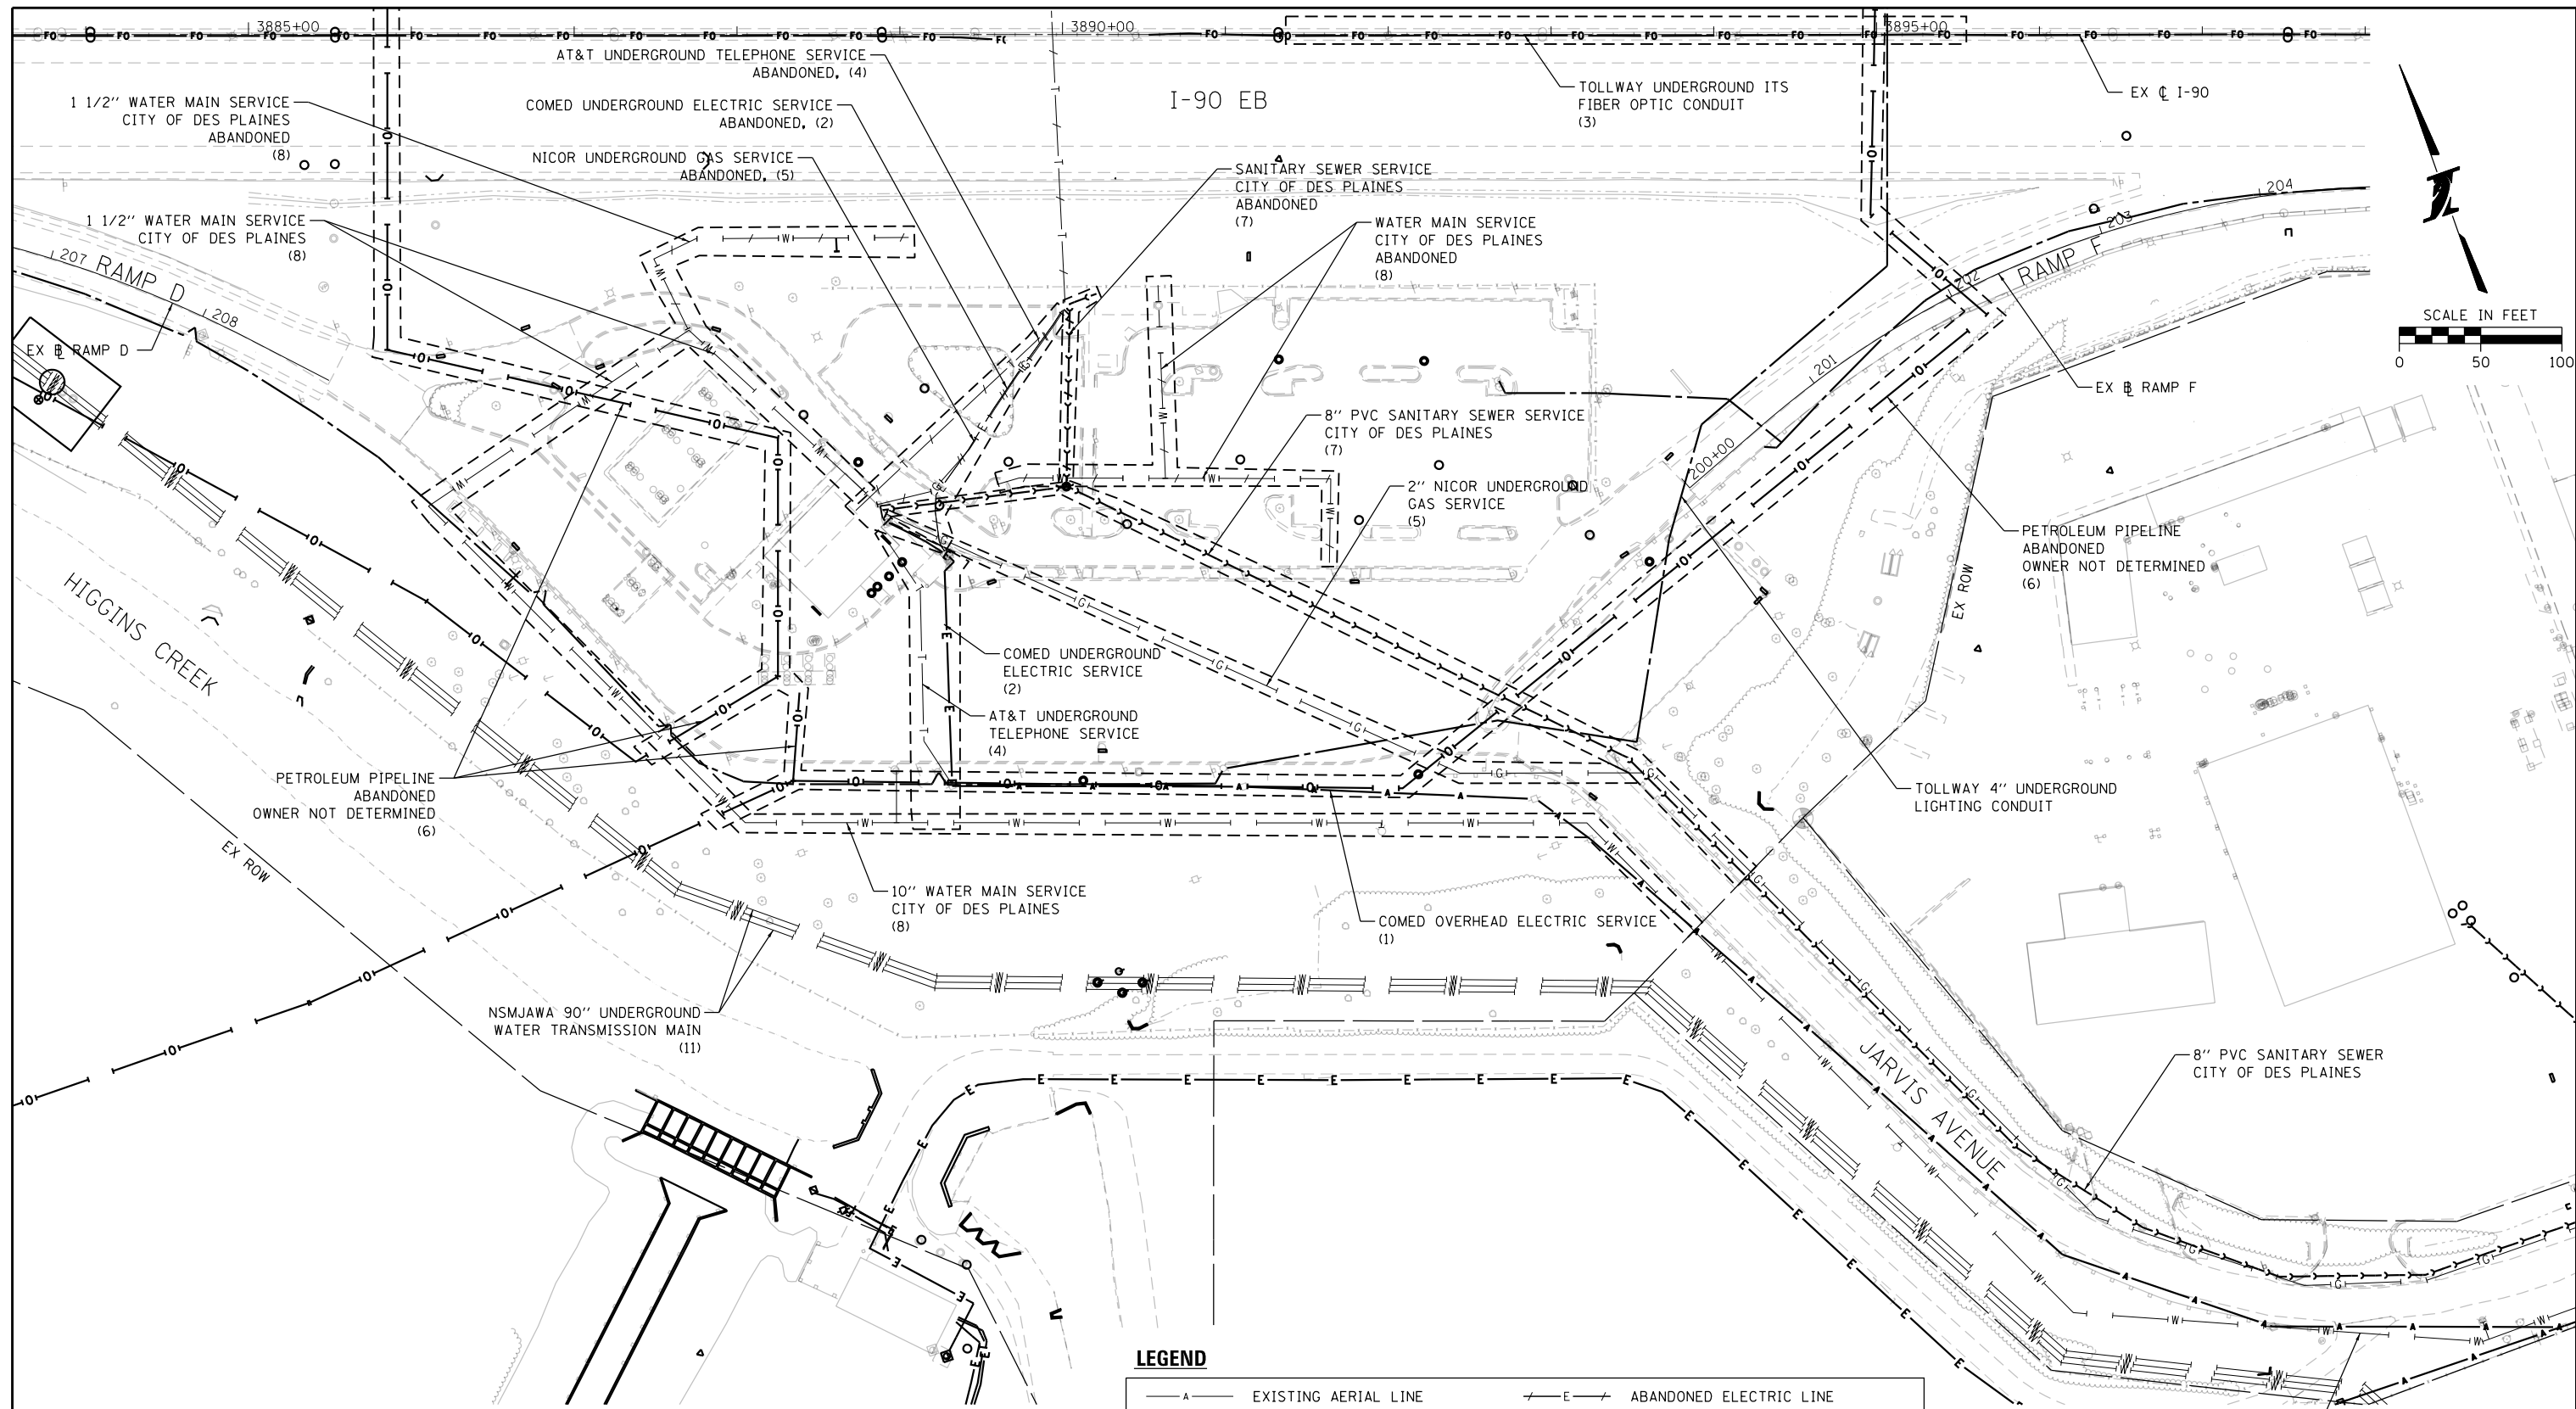 3885+00
3890+00
3895+00
AT&T UNDERGROUND TELEPHONE SERVICE
ABANDONED, (4)
1 1/2" WATER MAIN SERVICE
CITY OF DES PLAINES
ABANDONED
(8)
COMED UNDERGROUND ELECTRIC SERVICE
ABANDONED, (2)
I-90 EB
TOLLWAY UNDERGROUND ITS
FIBER OPTIC CONDUIT
(3)
EX ℄ I-90
NICOR UNDERGROUND GAS SERVICE
ABANDONED, (5)
SANITARY SEWER SERVICE
CITY OF DES PLAINES
ABANDONED
(7)
1 1/2" WATER MAIN SERVICE
CITY OF DES PLAINES
(8)
WATER MAIN SERVICE
CITY OF DES PLAINES
ABANDONED
(8)
204
203
202
201
200+00
RAMP F
207
RAMP D
208
EX B RAMP D
SCALE IN FEET
0 50 100
EX B RAMP F
8" PVC SANITARY SEWER SERVICE
CITY OF DES PLAINES
(7)
2" NICOR UNDERGROUND
GAS SERVICE
(5)
PETROLEUM PIPELINE
ABANDONED
OWNER NOT DETERMINED
(6)
EX ROW
HIGGINS CREEK
COMED UNDERGROUND
ELECTRIC SERVICE
(2)
AT&T UNDERGROUND
TELEPHONE SERVICE
(4)
PETROLEUM PIPELINE
ABANDONED
OWNER NOT DETERMINED
(6)
TOLLWAY 4" UNDERGROUND
LIGHTING CONDUIT
EX ROW
10" WATER MAIN SERVICE
CITY OF DES PLAINES
(8)
COMED OVERHEAD ELECTRIC SERVICE
(1)
NSMJAWA 90" UNDERGROUND
WATER TRANSMISSION MAIN
(11)
JARVIS AVENUE
8" PVC SANITARY SEWER
CITY OF DES PLAINES
LEGEND
A EXISTING AERIAL LINE
E ABANDONED ELECTRIC LINE